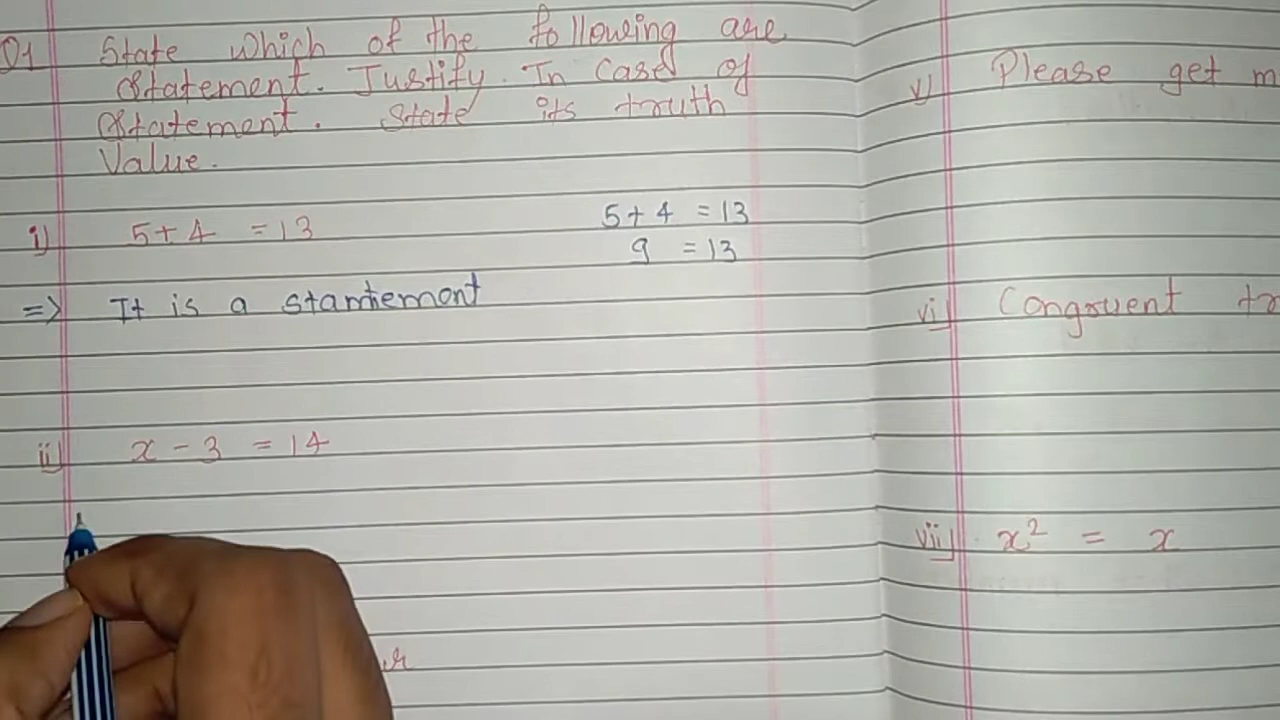 Q1 State which of the following are
Statement. Justify. In Case of
Statement. State its truth
Value.
i) 5+4 = 13
5+4 = 13
9 = 13
=> It is a stamtement
ii) x - 3 = 14
v) Please get m
vi) Congruent tr
vii) x² = x